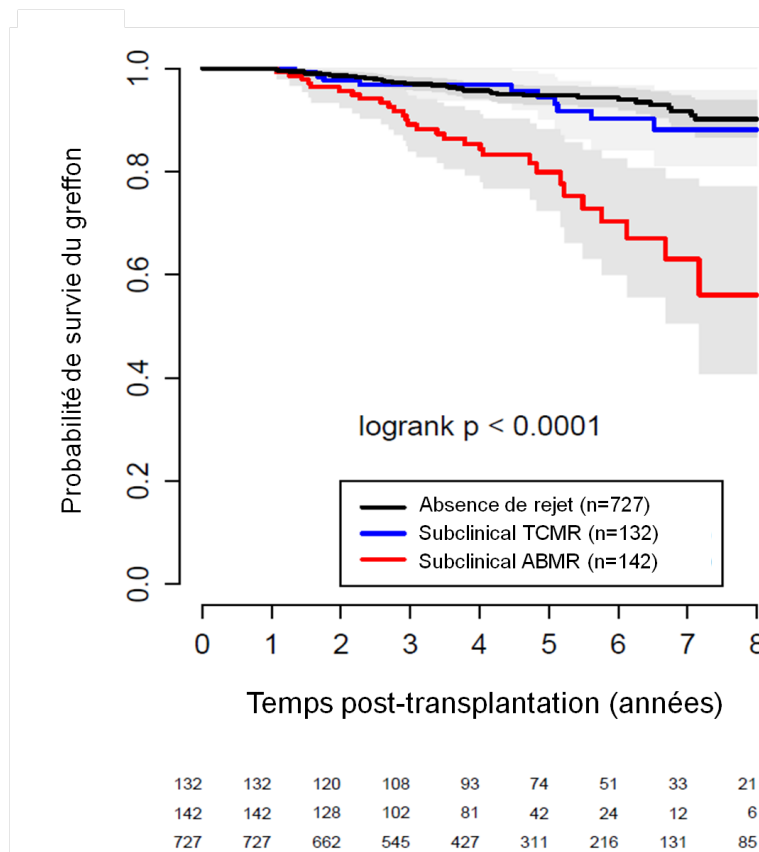 1.0
0.8
0.6
0.4
0.2
0.0
Probabilité de survie du greffon
logrank p < 0.0001
Absence de rejet (n=727)
Subclinical TCMR (n=132)
Subclinical ABMR (n=142)
0 1 2 3 4 5 6 7 8
Temps post-transplantation (années)
132 132 120 108 93 74 51 33 21
142 142 128 102 81 42 24 12 6
727 727 662 545 427 311 216 131 85